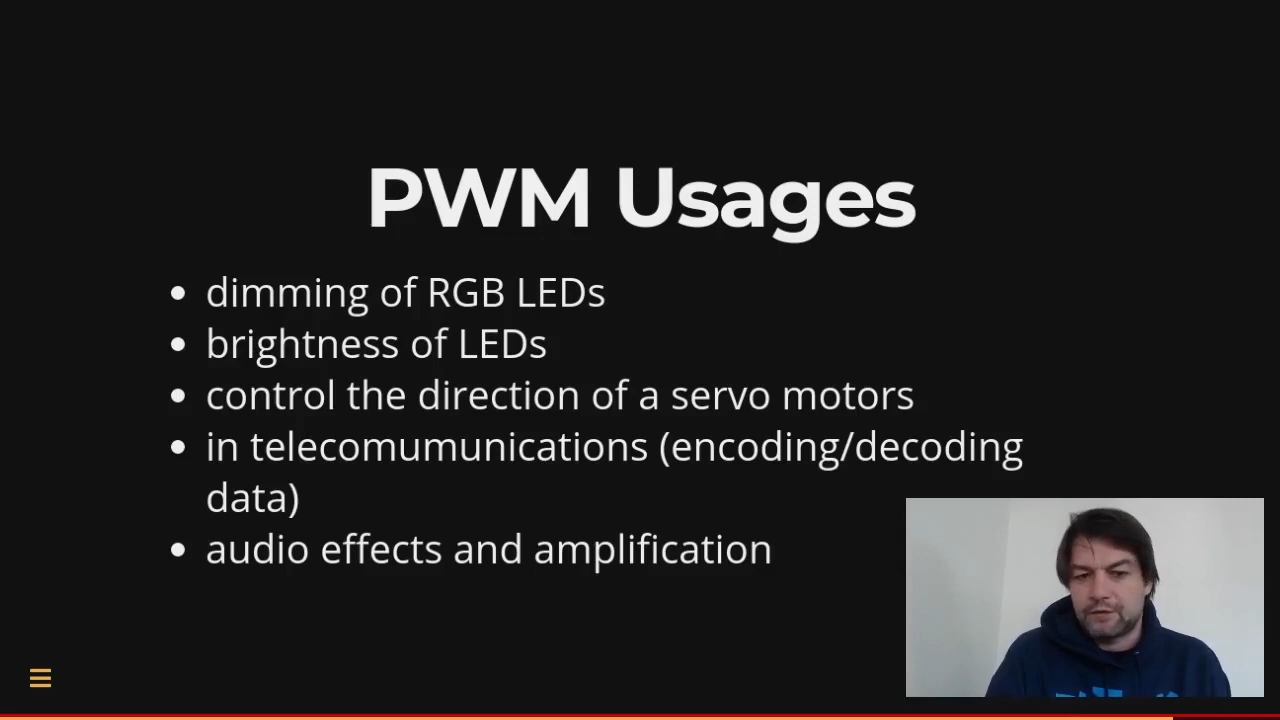 PWM Usages
dimming of RGB LEDs
brightness of LEDs
control the direction of a servo motors
in telecomumunications (encoding/decoding
data)
audio effects and amplification